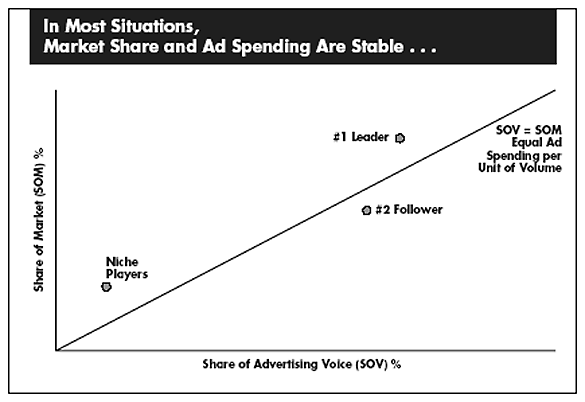 In Most Situations,
Market Share and Ad Spending Are Stable . . .
#1 Leader
SOV = SOM
Equal Ad
Spending per
Unit of Volume
#2 Follower
Niche
Players
Share of Market (SOM) %
Share of Advertising Voice (SOV) %